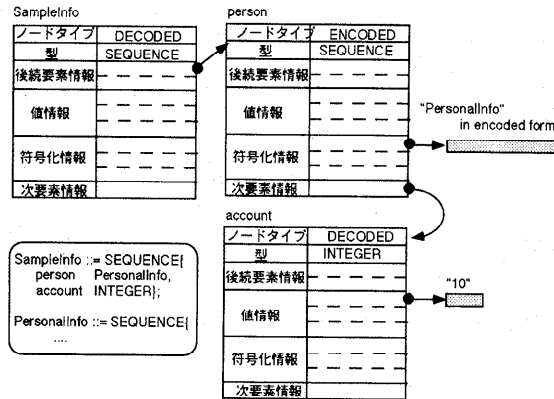 SampleInfo
ノードタイプ DECODED
型 SEQUENCE
後続要素情報
値情報
符号化情報
次要素情報
person
ノードタイプ ENCODED
型 SEQUENCE
後続要素情報
値情報
符号化情報
次要素情報
"PersonalInfo"
in encoded form
account
ノードタイプ DECODED
型 INTEGER
後続要素情報
値情報
符号化情報
次要素情報
"10"
SampleInfo ::= SEQUENCE{
person PersonalInfo,
account INTEGER};
PersonalInfo ::= SEQUENCE{
....